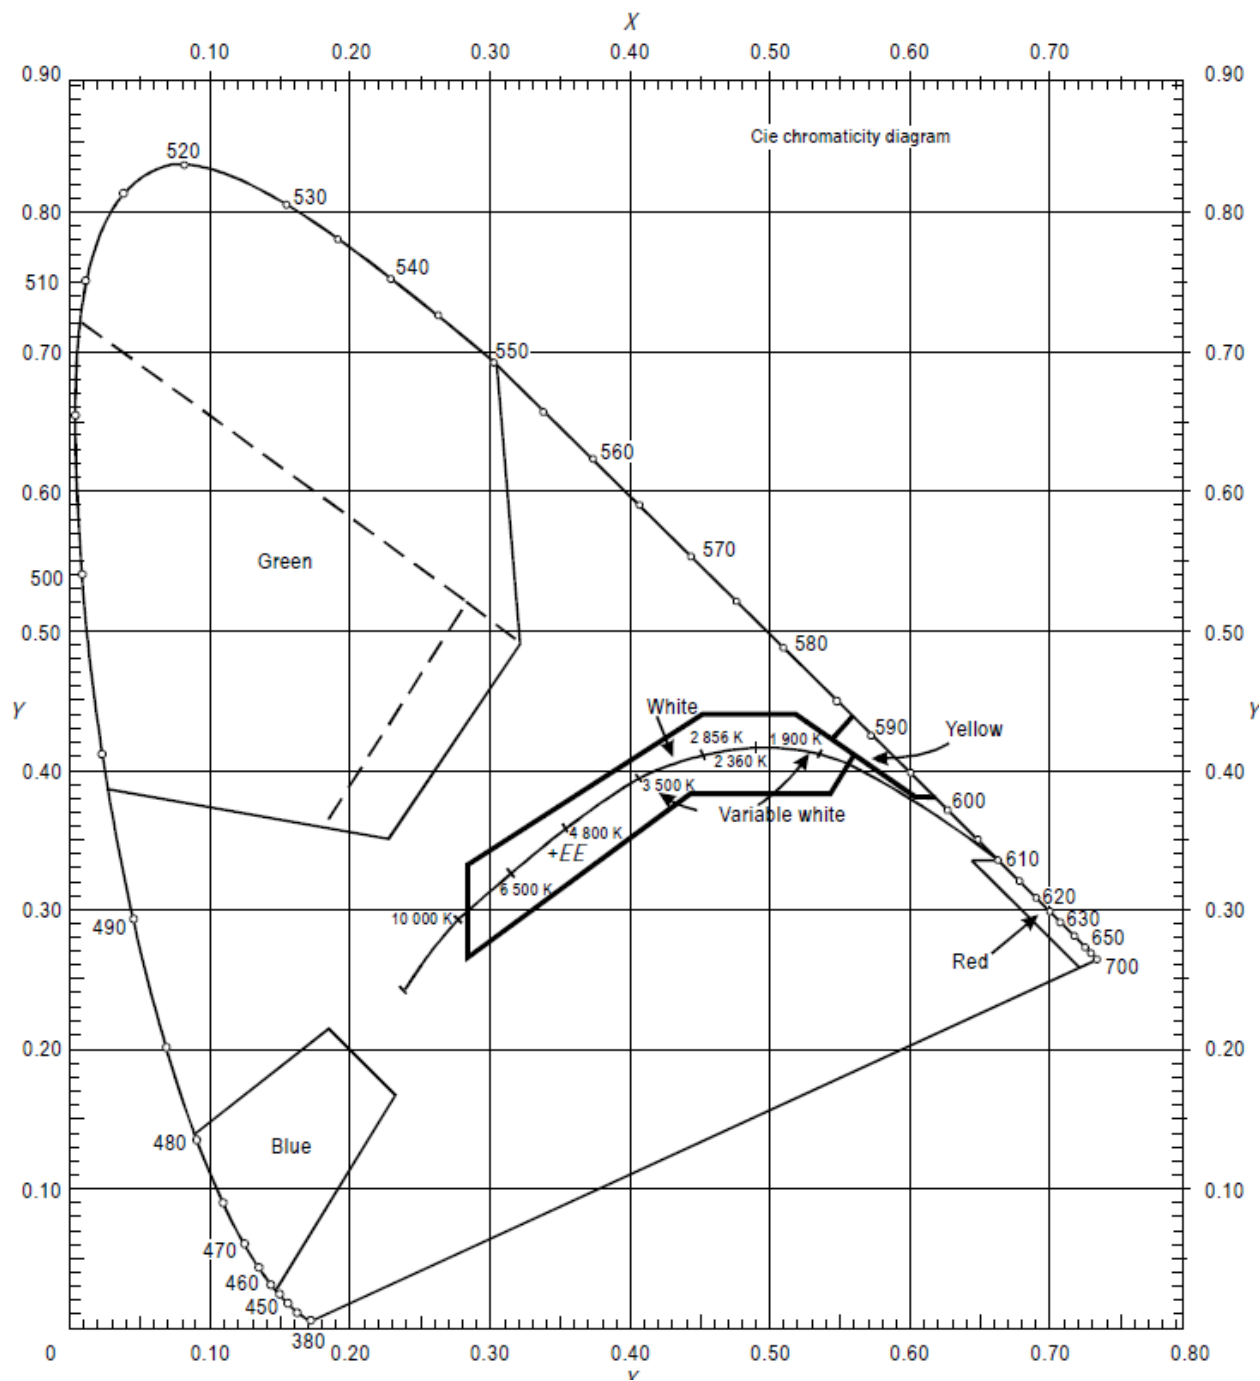 X
0.10 0.20 0.30 0.40 0.50 0.60 0.70
0.90 0.90
Cie chromaticity diagram
520
530
0.80 0.80
540
510
550
0.70 0.70
560
0.60 0.60
570
Green
500
0.50 580 0.50
White
Y Y
590
Yellow
2 856 K 1 900 K
2 360 K
0.40 0.40
3 500 K
600
Variable white
4 800 K
+EE
610
6 500 K
620
10 000 K
0.30 630 0.30
490
650
Red 700
0.20 0.20
480 Blue
0.10 0.10
470
460
450
380
0 0.10 0.20 0.30 0.40 0.50 0.60 0.70 0.80